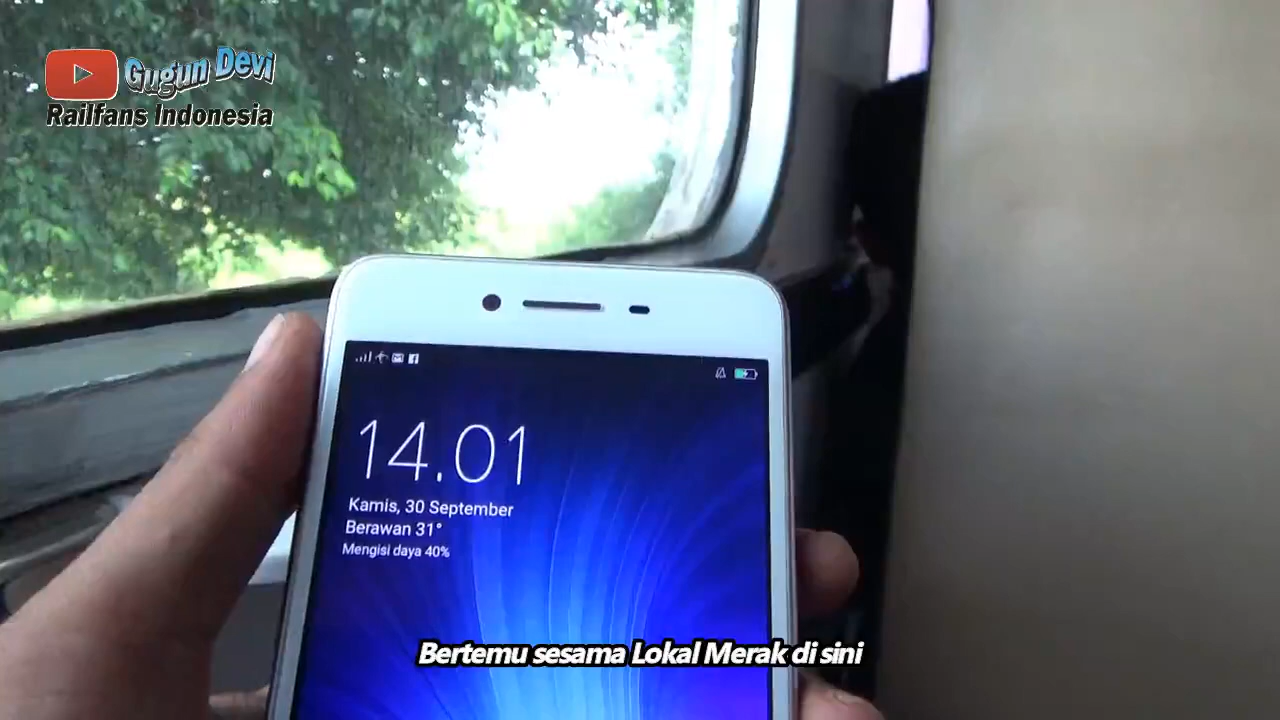 Gugun Devi
Railfans Indonesia
14.01
Kamis, 30 September
Berawan 31°
Mengisi daya 40%
Bertemu sesama Lokal Merak di sini